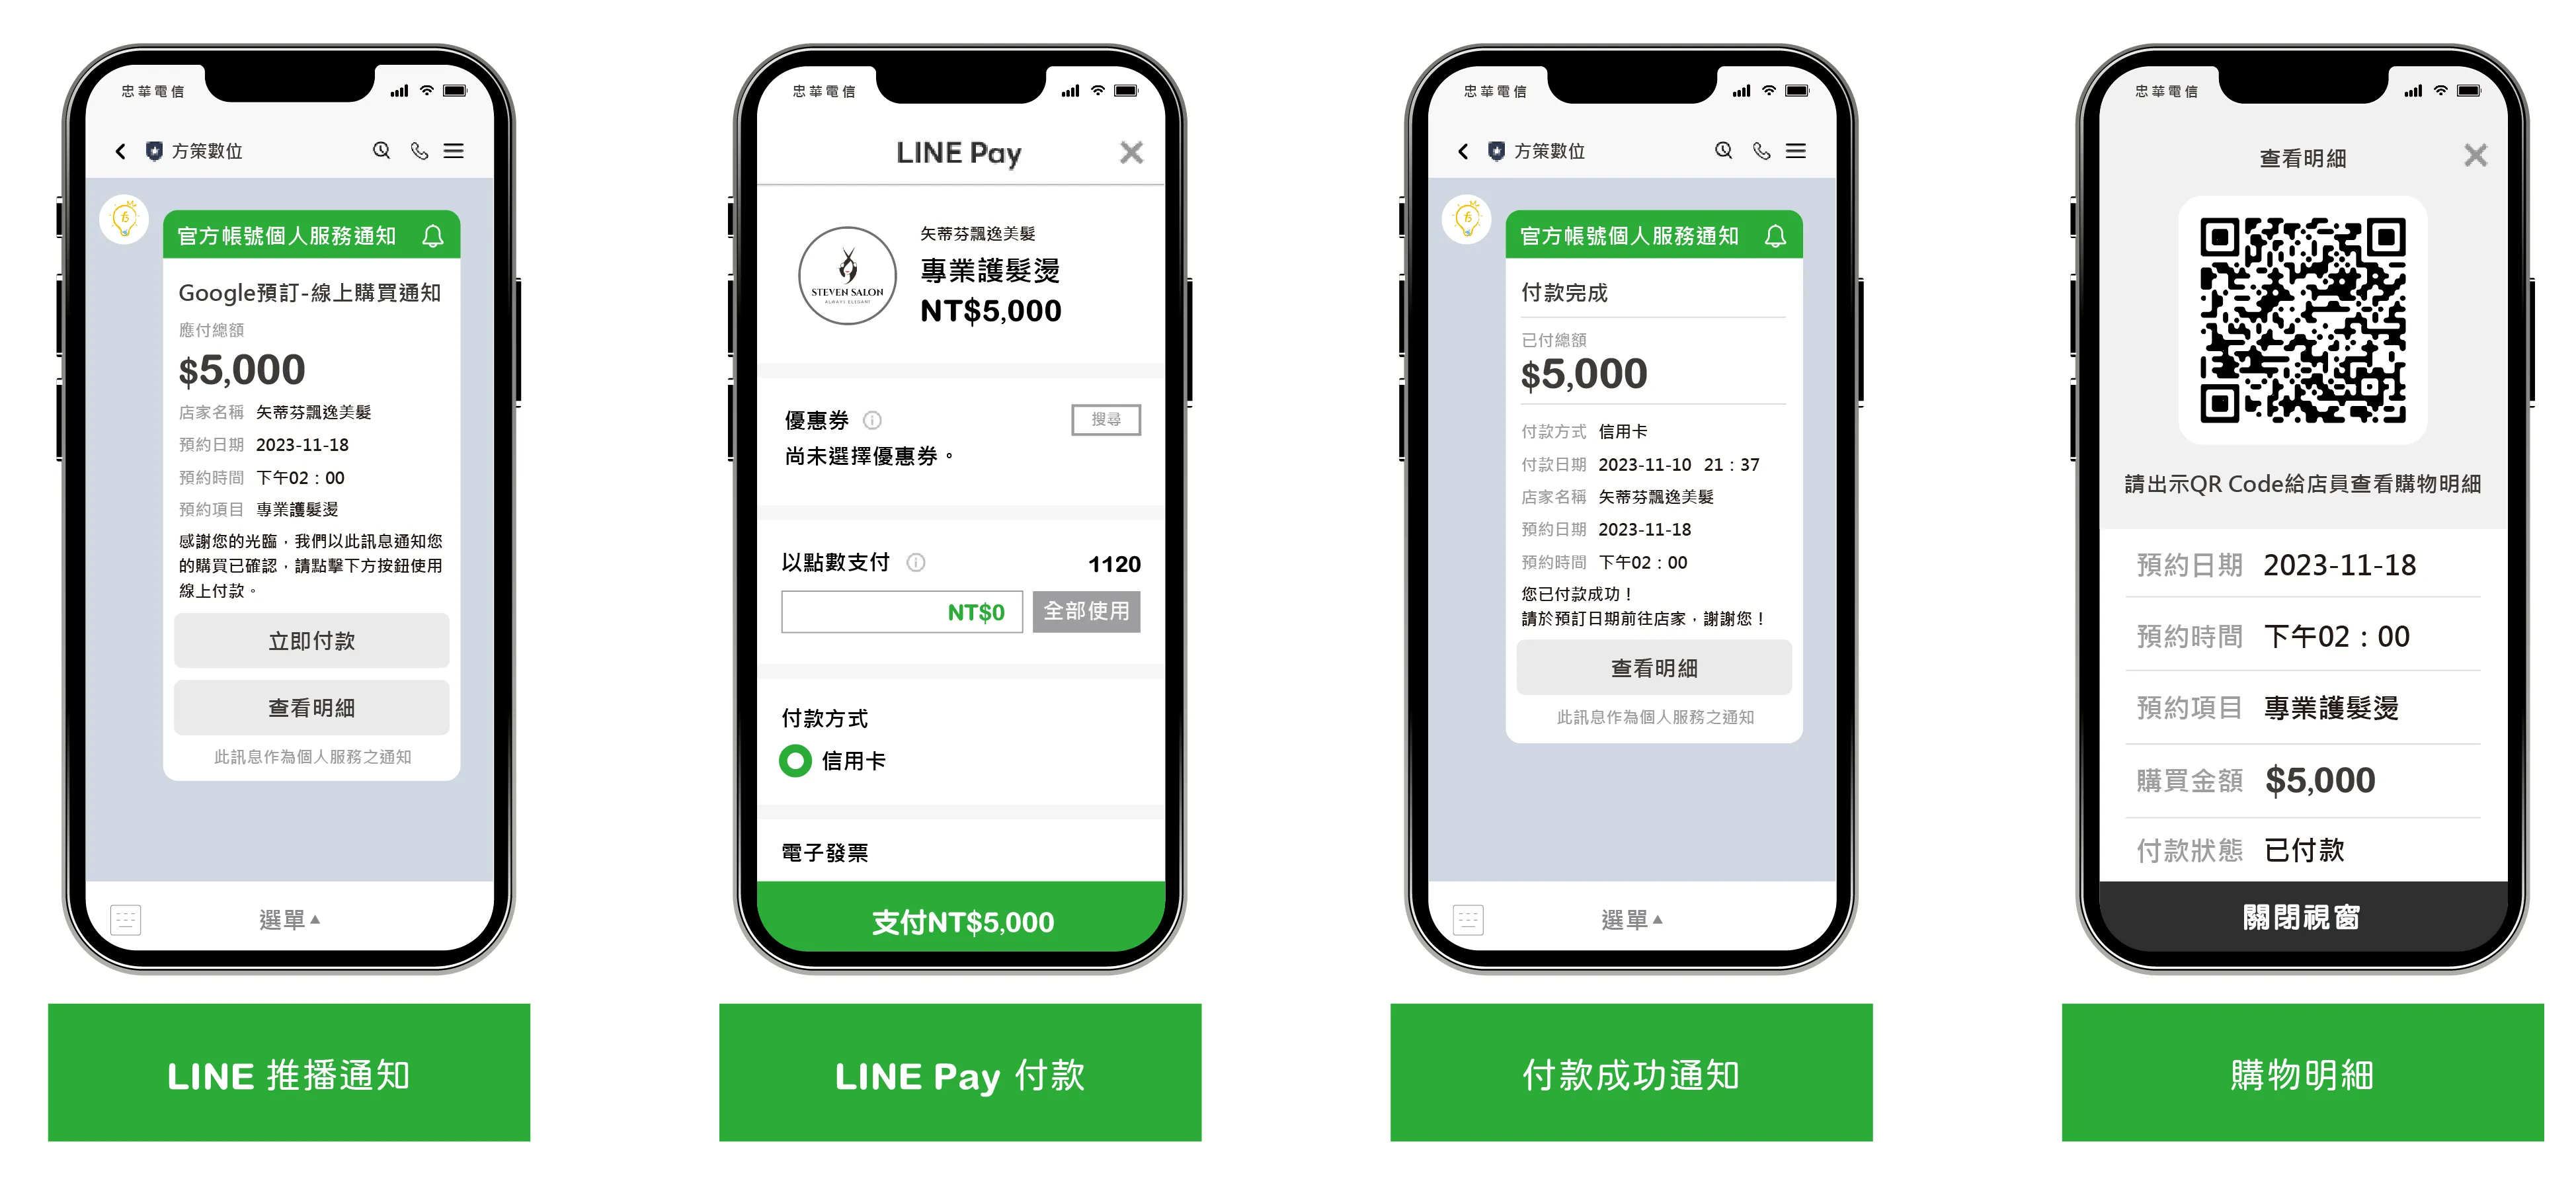 忠華電信
方策數位
官方帳號個人服務通知
Google預訂-線上購買通知
應付總額
$5,000
店家名稱 矢蒂芬飄逸美髮
預約日期 2023-11-18
預約時間 下午02：00
預約項目 專業護髮燙
感謝您的光臨，我們以此訊息通知您
的購買已確認，請點擊下方按鈕使用
線上付款。
立即付款
查看明細
此訊息作為個人服務之通知
選單▲
LINE 推播通知
忠華電信
LINE Pay
STEVEN SALON
ALWAYS ELEGANT
矢蒂芬飄逸美髮
專業護髮燙
NT$5,000
優惠券
搜尋
尚未選擇優惠券。
以點數支付 1120
NT$0 全部使用
付款方式
信用卡
電子發票
支付NT$5,000
LINE Pay 付款
忠華電信
方策數位
官方帳號個人服務通知
付款完成
已付總額
$5,000
付款方式 信用卡
付款日期 2023-11-10 21：37
店家名稱 矢蒂芬飄逸美髮
預約日期 2023-11-18
預約時間 下午02：00
您已付款成功！
請於預訂日期前往店家，謝謝您！
查看明細
此訊息作為個人服務之通知
選單▲
付款成功通知
忠華電信
查看明細
請出示QR Code給店員查看購物明細
預約日期 2023-11-18
預約時間 下午02：00
預約項目 專業護髮燙
購買金額 $5,000
付款狀態 已付款
關閉視窗
購物明細